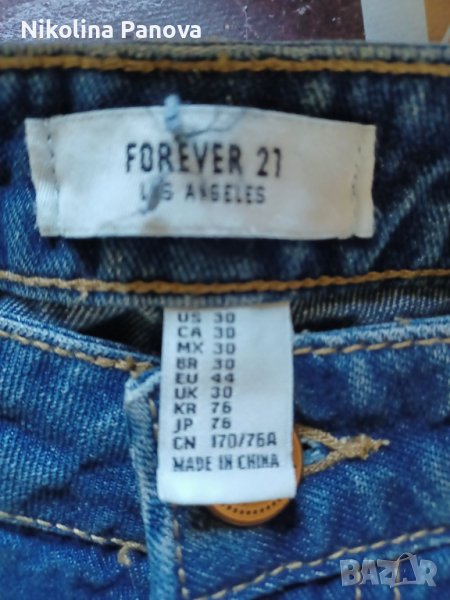 Nikolina Panova
FOREVER 21
LOS ANGELES
US 30
CA 30
MX 30
BR 30
EU 44
UK 30
KR 76
JP 76
CN 170/76A
MADE IN CHINA
BAZAR